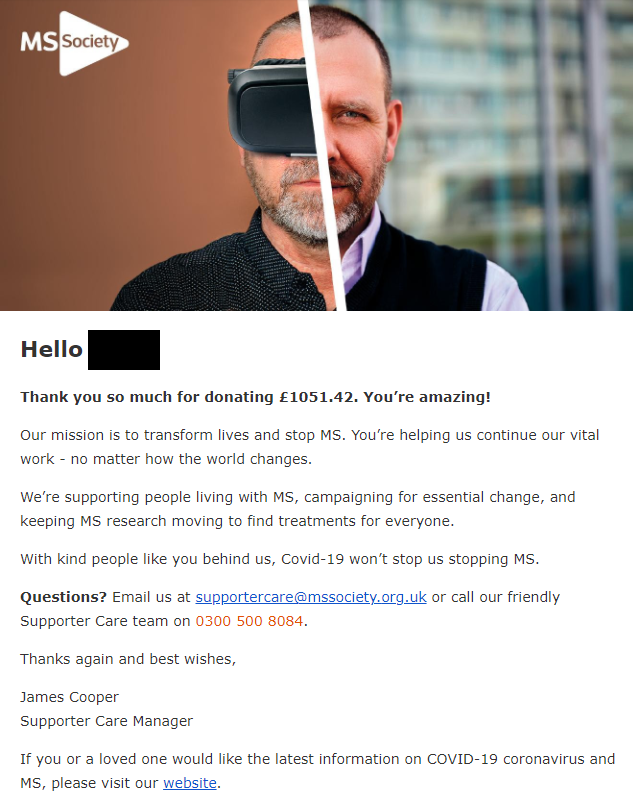 MS Society
Hello
Thank you so much for donating £1051.42. You’re amazing!
Our mission is to transform lives and stop MS. You’re helping us continue our vital
work - no matter how the world changes.
We’re supporting people living with MS, campaigning for essential change, and
keeping MS research moving to find treatments for everyone.
With kind people like you behind us, Covid-19 won’t stop us stopping MS.
Questions? Email us at supportercare@mssociety.org.uk or call our friendly
Supporter Care team on 0300 500 8084.
Thanks again and best wishes,
James Cooper
Supporter Care Manager
If you or a loved one would like the latest information on COVID-19 coronavirus and
MS, please visit our website.